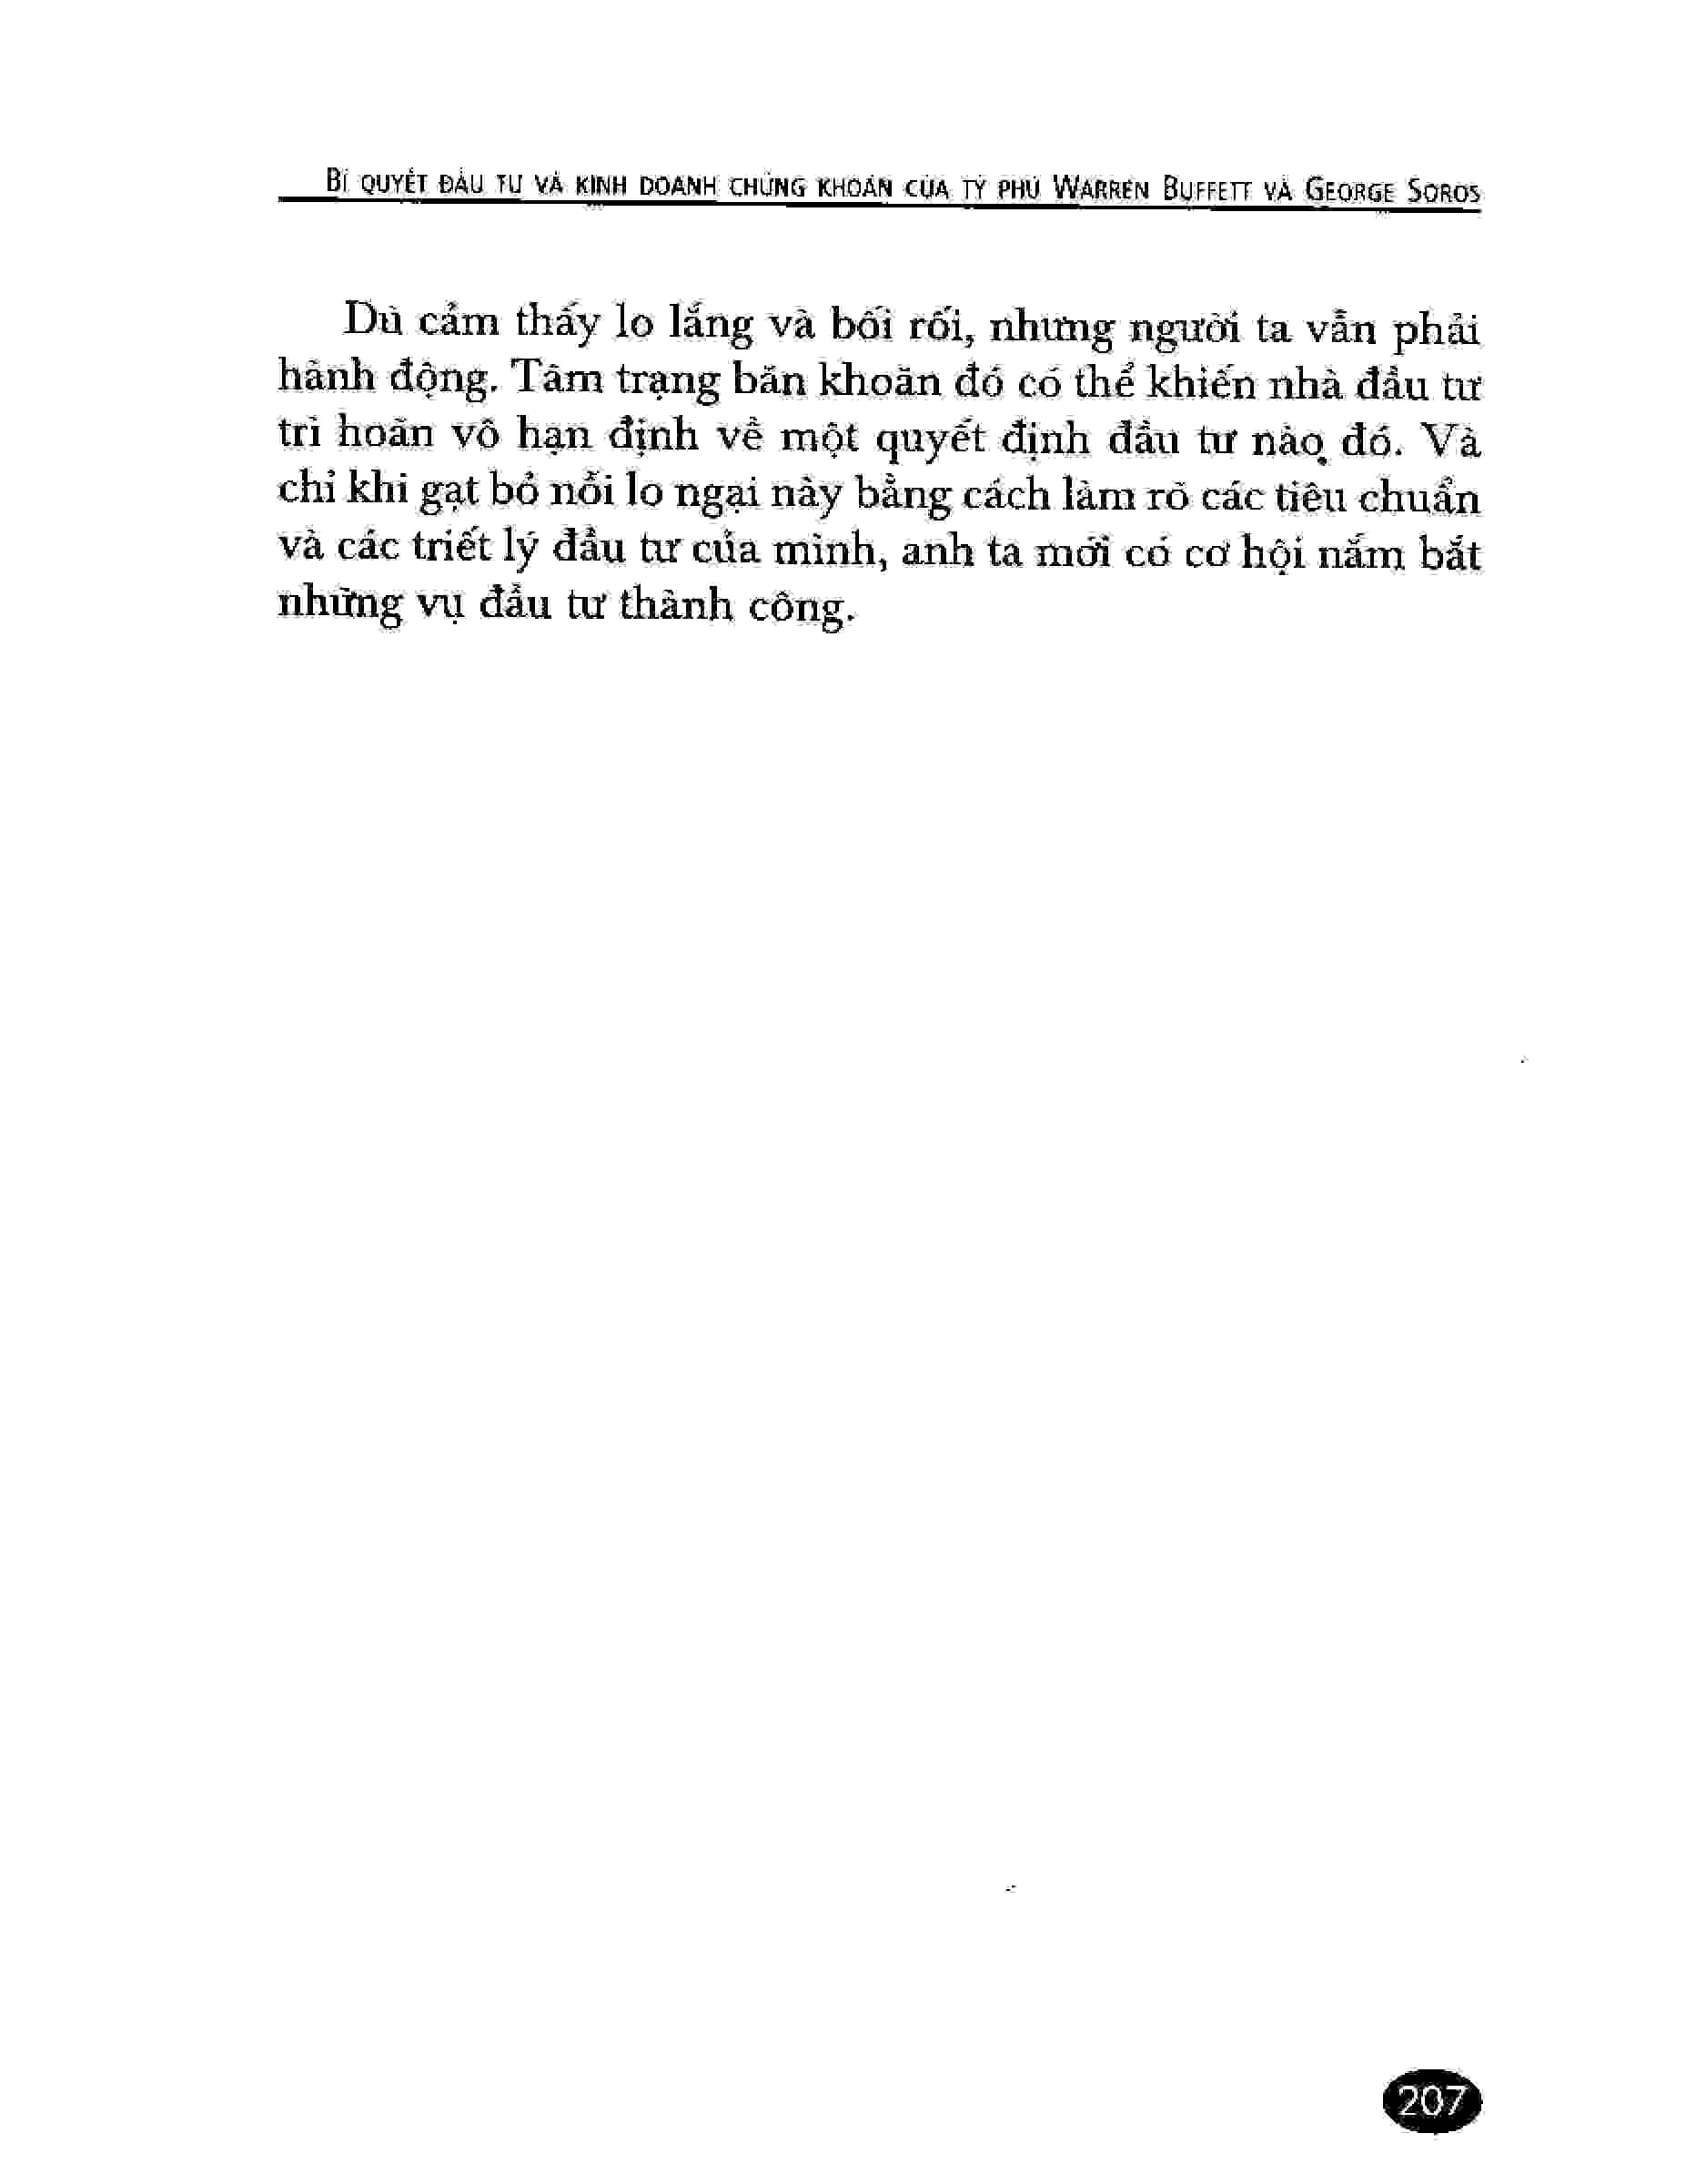 BÍ QUYẾT ĐẦU TƯ VÀ KINH DOANH CHỨNG KHOÁN CỦA TỶ PHÚ WARREN BUFFETT VÀ GEORGE SOROS
Dù cảm thấy lo lắng và bối rối, nhưng người ta vẫn phải
hành động. Tâm trạng băn khoăn đó có thể khiến nhà đầu tư
trì hoãn vô hạn định về một quyết định đầu tư nào đó. Và
chỉ khi gạt bỏ nỗi lo ngại này bằng cách làm rõ các tiêu chuẩn
và các triết lý đầu tư của mình, anh ta mới có cơ hội nắm bắt
những vụ đầu tư thành công.
207